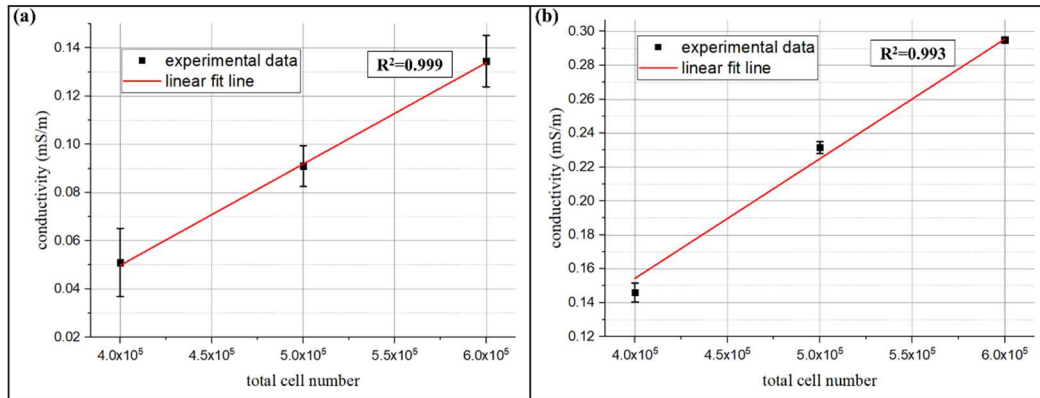 (a)
experimental data
linear fit line
R²=0.999
0.14
0.12
0.10
0.08
0.06
0.04
0.02
conductivity (mS/m)
4.0x10⁵
4.5x10⁵
5.0x10⁵
5.5x10⁵
6.0x10⁵
total cell number
(b)
experimental data
linear fit line
R²=0.993
0.30
0.28
0.26
0.24
0.22
0.20
0.18
0.16
0.14
0.12
conductivity (mS/m)
4.0x10⁵
4.5x10⁵
5.0x10⁵
5.5x10⁵
6.0x10⁵
total cell number